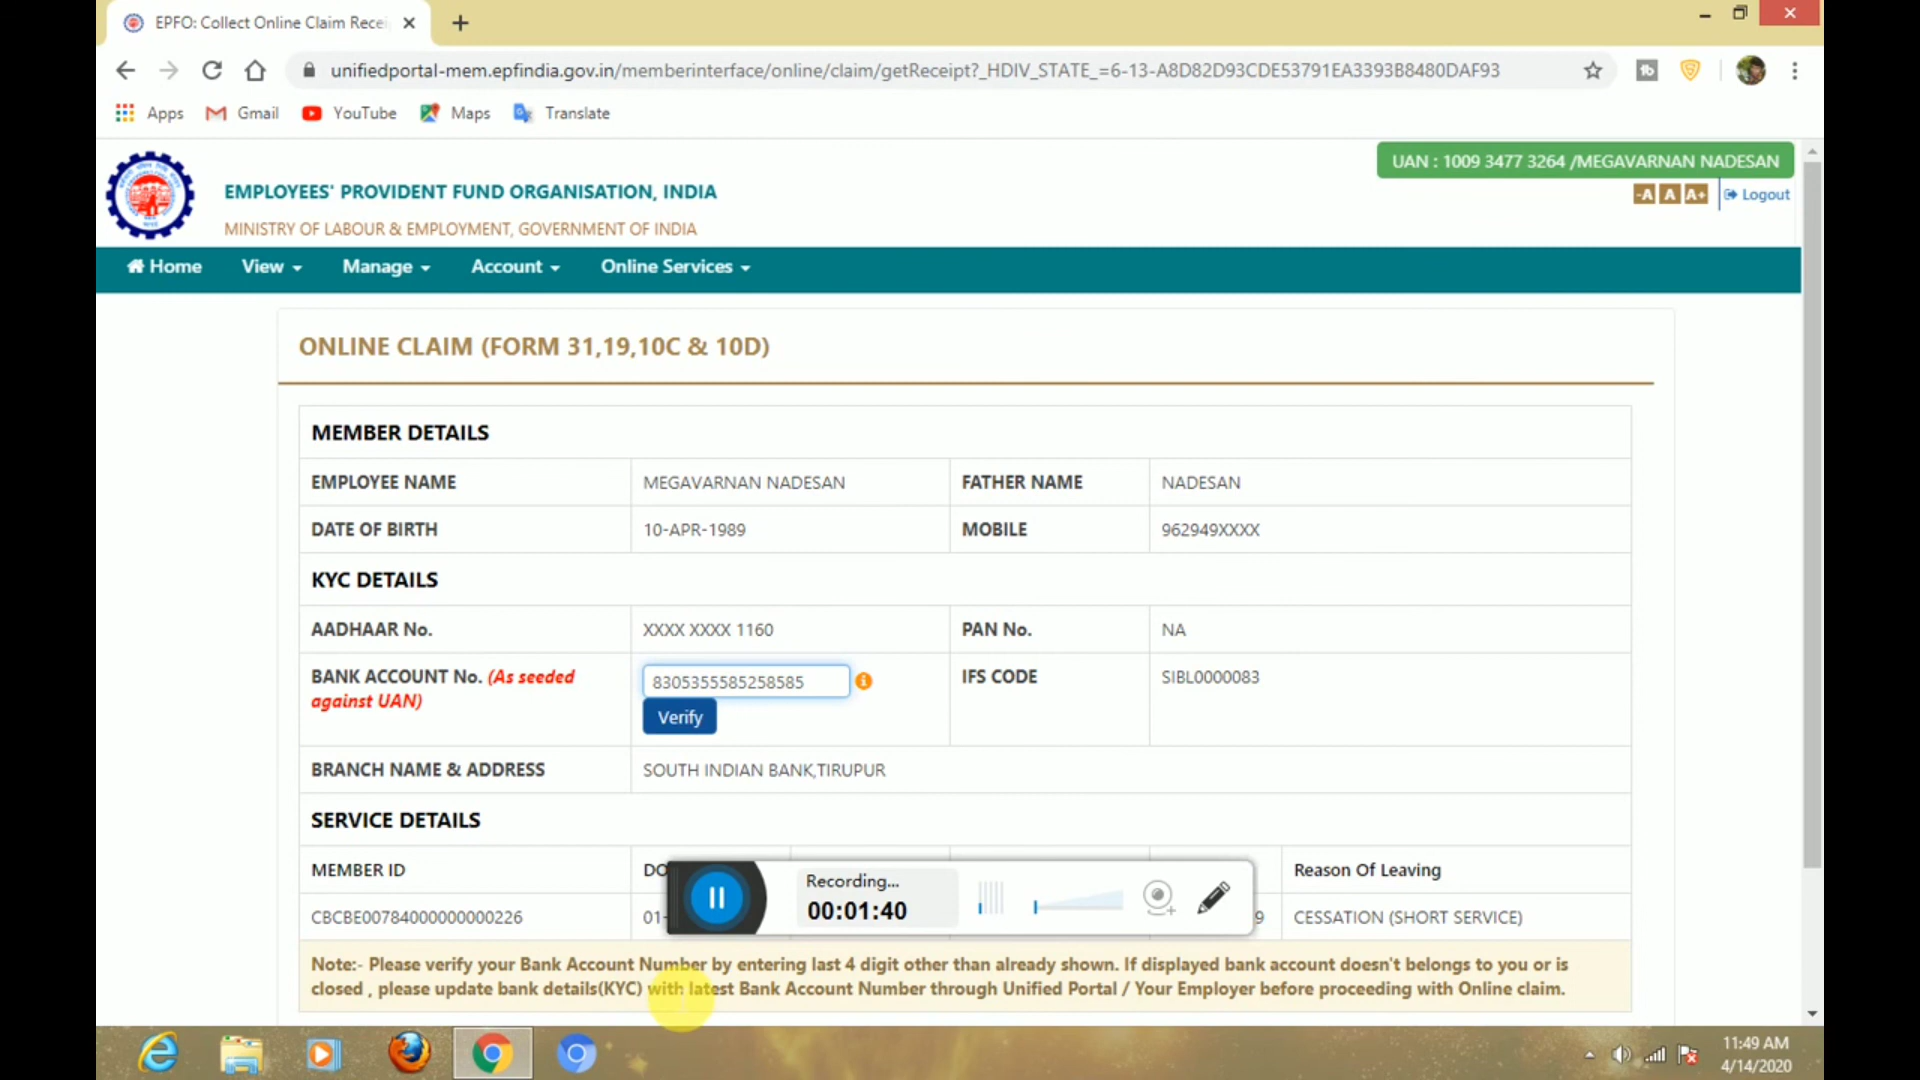 EPFO: Collect Online Claim Recei
unifiedportal-mem.epfindia.gov.in/memberinterface/online/claim/getReceipt?_HDIV_STATE_=6-13-A8D82D93CDE53791EA3393B8480DAF93
Apps Gmail YouTube Maps Translate
UAN : 1009 3477 3264 /MEGAVARNAN NADESAN
EMPLOYEES' PROVIDENT FUND ORGANISATION, INDIA
-A A A+ Logout
MINISTRY OF LABOUR & EMPLOYMENT, GOVERNMENT OF INDIA
Home View Manage Account Online Services
ONLINE CLAIM (FORM 31,19,10C & 10D)
MEMBER DETAILS
EMPLOYEE NAME MEGAVARNAN NADESAN FATHER NAME NADESAN
DATE OF BIRTH 10-APR-1989 MOBILE 962949XXXX
KYC DETAILS
AADHAAR No. XXXX XXXX 1160 PAN No. NA
BANK ACCOUNT No. (As seeded against UAN) 8305355585258585 IFS CODE SIBL0000083
Verify
BRANCH NAME & ADDRESS SOUTH INDIAN BANK,TIRUPUR
SERVICE DETAILS
MEMBER ID DO Reason Of Leaving
CBCBE00784000000000226 01- 9 CESSATION (SHORT SERVICE)
Recording...
00:01:40
Note:- Please verify your Bank Account Number by entering last 4 digit other than already shown. If displayed bank account doesn't belongs to you or is
closed , please update bank details(KYC) with latest Bank Account Number through Unified Portal / Your Employer before proceeding with Online claim.
11:49 AM
4/14/2020